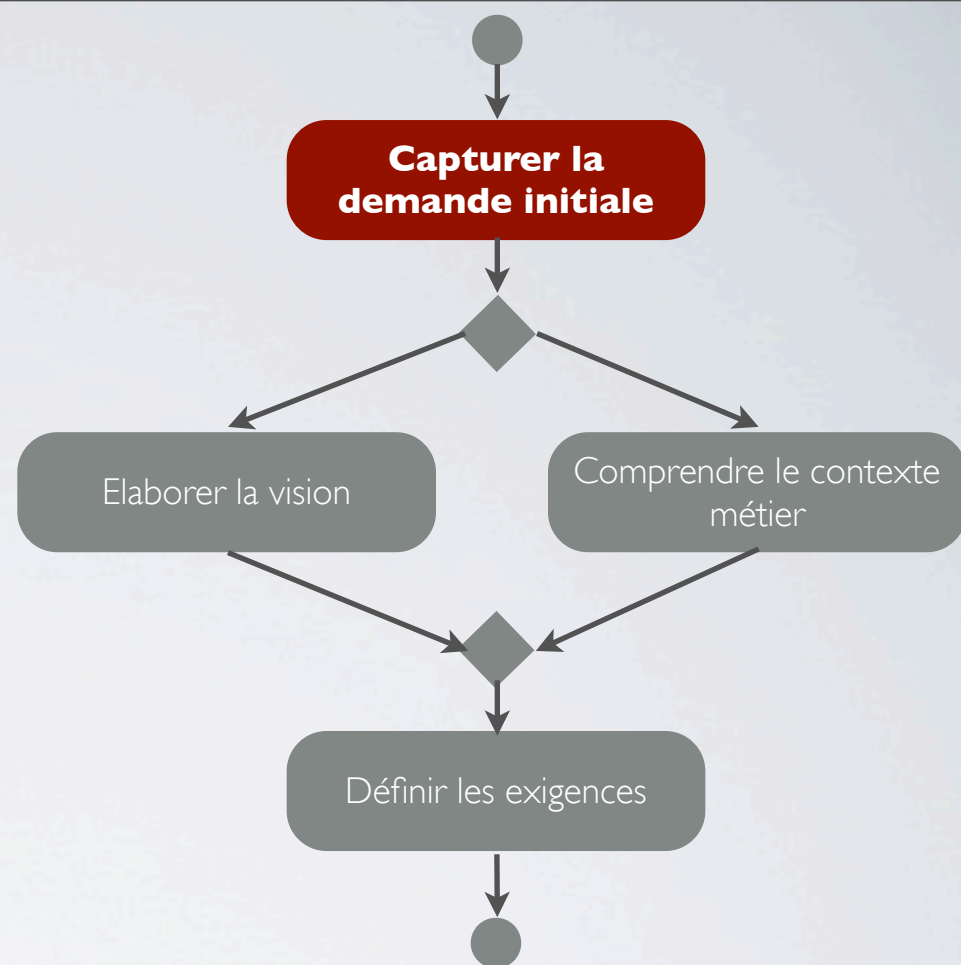 Capturer la
demande initiale
Elaborer la vision
Comprendre le contexte
métier
Définir les exigences